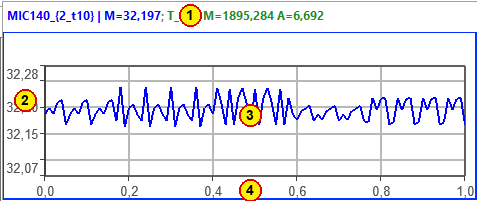 MIC140_{2_t10} | M=32,197; T_ 1 M=1895,284 A=6,692
32,28
2
3
32,15
32,07
0,0 0,2 0,4 4 0,6 0,8 1,0